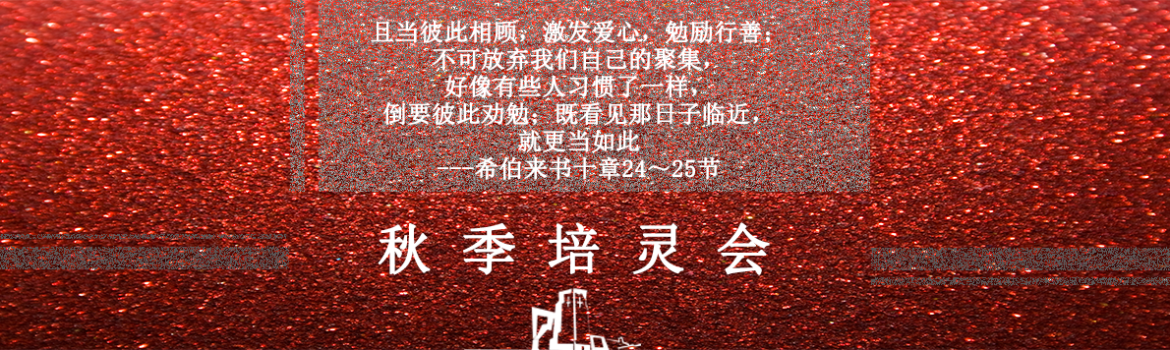 且当彼此相顾，激发爱心，勉励行善；
不可放弃我们自己的聚集，
好像有些人习惯了一样，
倒要彼此劝勉；既看见那日子临近，
就更当如此
---希伯来书十章24～25节
秋季培灵会